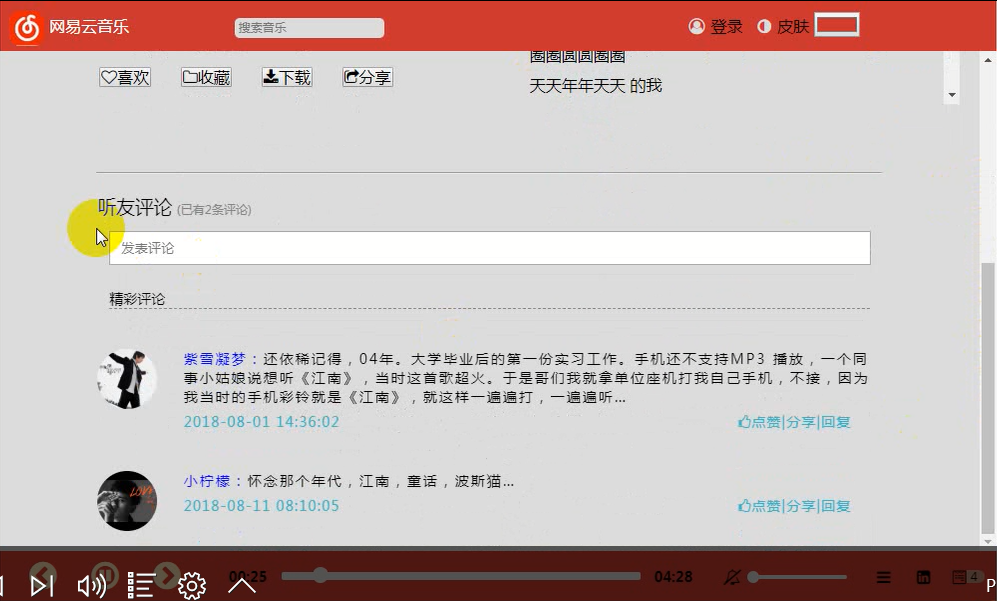 网易云音乐
搜索音乐
登录
皮肤
圈圈圆圆圈圈
喜欢
收藏
下载
分享
天天年年天天 的我
听友评论 (已有2条评论)
发表评论
精彩评论
紫雪凝梦：还依稀记得，04年。大学毕业后的第一份实习工作。手机还不支持MP3 播放，一个同
事小姑娘说想听《江南》，当时这首歌超火。于是哥们我就拿单位座机打我自己手机，不接，因为
我当时的手机彩铃就是《江南》，就这样一遍遍打，一遍遍听...
2018-08-01 14:36:02
点赞|分享|回复
小柠檬：怀念那个年代，江南，童话，波斯猫...
2018-08-11 08:10:05
点赞|分享|回复
00:25
04:28
4
P